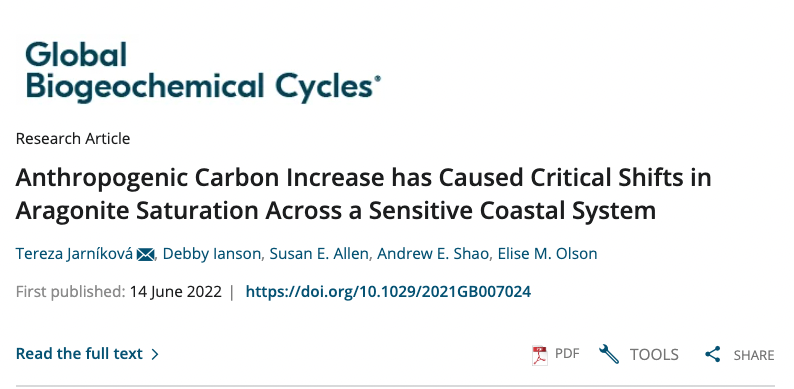 Global
Biogeochemical Cycles®
Research Article
Anthropogenic Carbon Increase has Caused Critical Shifts in
Aragonite Saturation Across a Sensitive Coastal System
Tereza Jarníková, Debby Ianson, Susan E. Allen, Andrew E. Shao, Elise M. Olson
First published: 14 June 2022 | https://doi.org/10.1029/2021GB007024
Read the full text > PDF TOOLS SHARE